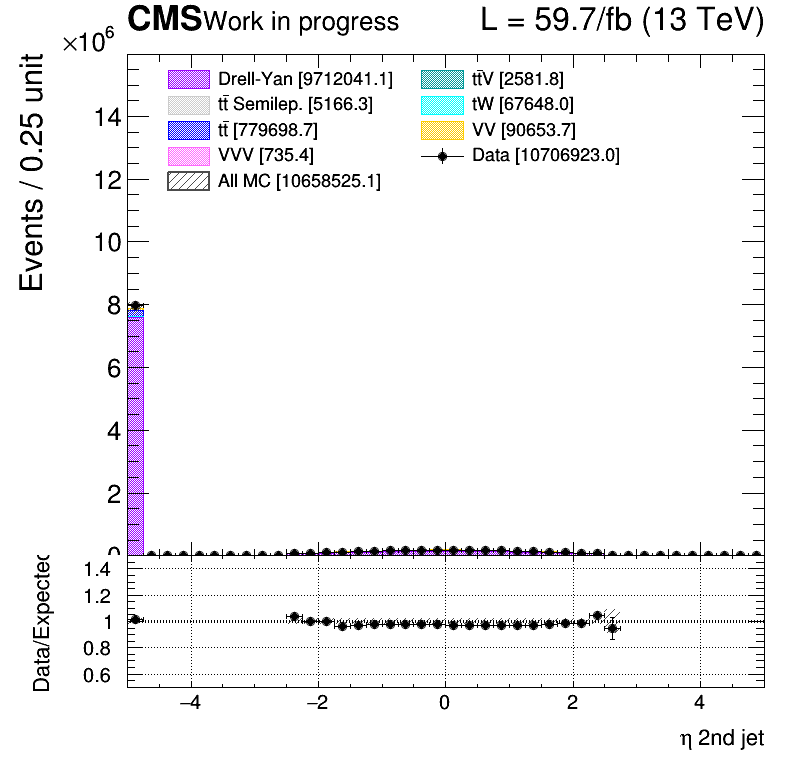 CMS Work in progress L = 59.7/fb (13 TeV)
×10⁶
Events / 0.25 unit
Drell-Yan [9712041.1]
tt̄V [2581.8]
tt̄ Semilep. [5166.3]
tW [67648.0]
tt̄ [779698.7]
VV [90653.7]
VVV [735.4]
Data [10706923.0]
All MC [10658525.1]
14
12
10
8
6
4
2
0
Data/Expected
1.4
1.2
1
0.8
0.6
−4 −2 0 2 4
η 2nd jet